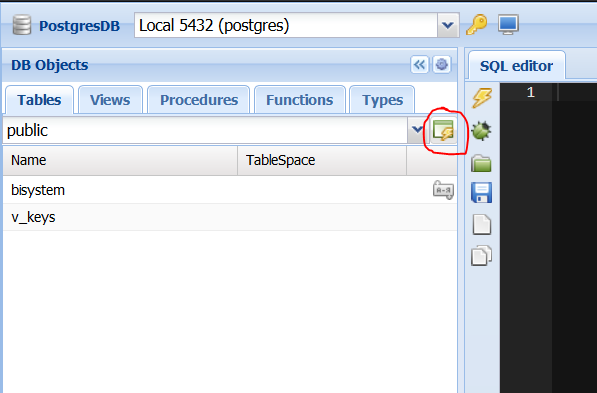 PostgresDB Local 5432 (postgres)
DB Objects SQL editor
Tables Views Procedures Functions Types 1
public
Name TableSpace
bisystem А-Я
v_keys